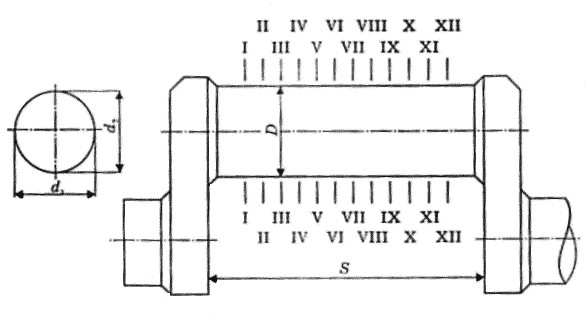 II IV VI VIII X XII
I III V VII IX XI
D
d₂
d₁
I III V VII IX XI
II IV VI VIII X XII
S